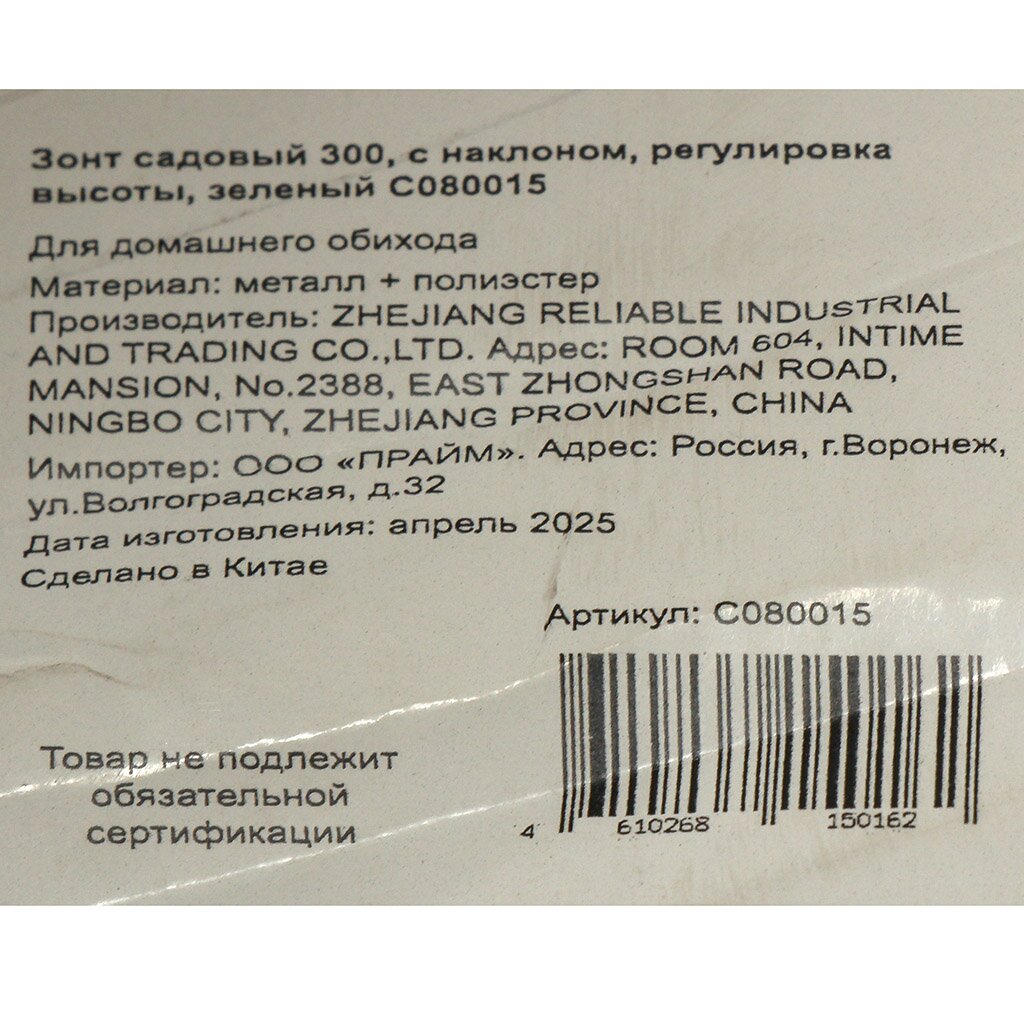 Зонт садовый 300, с наклоном, регулировка
высоты, зеленый C080015
Для домашнего обихода
Материал: металл + полиэстер
Производитель: ZHEJIANG RELIABLE INDUSTRIAL
AND TRADING CO.,LTD. Адрес: ROOM 604, INTIME
MANSION, No.2388, EAST ZHONGSHAN ROAD,
NINGBO CITY, ZHEJIANG PROVINCE, CHINA
Импортер: ООО «ПРАЙМ». Адрес: Россия, г.Воронеж,
ул.Волгоградская, д.32
Дата изготовления: апрель 2025
Сделано в Китае
Артикул: C080015
Товар не подлежит
обязательной
сертификации
4 610268 150162